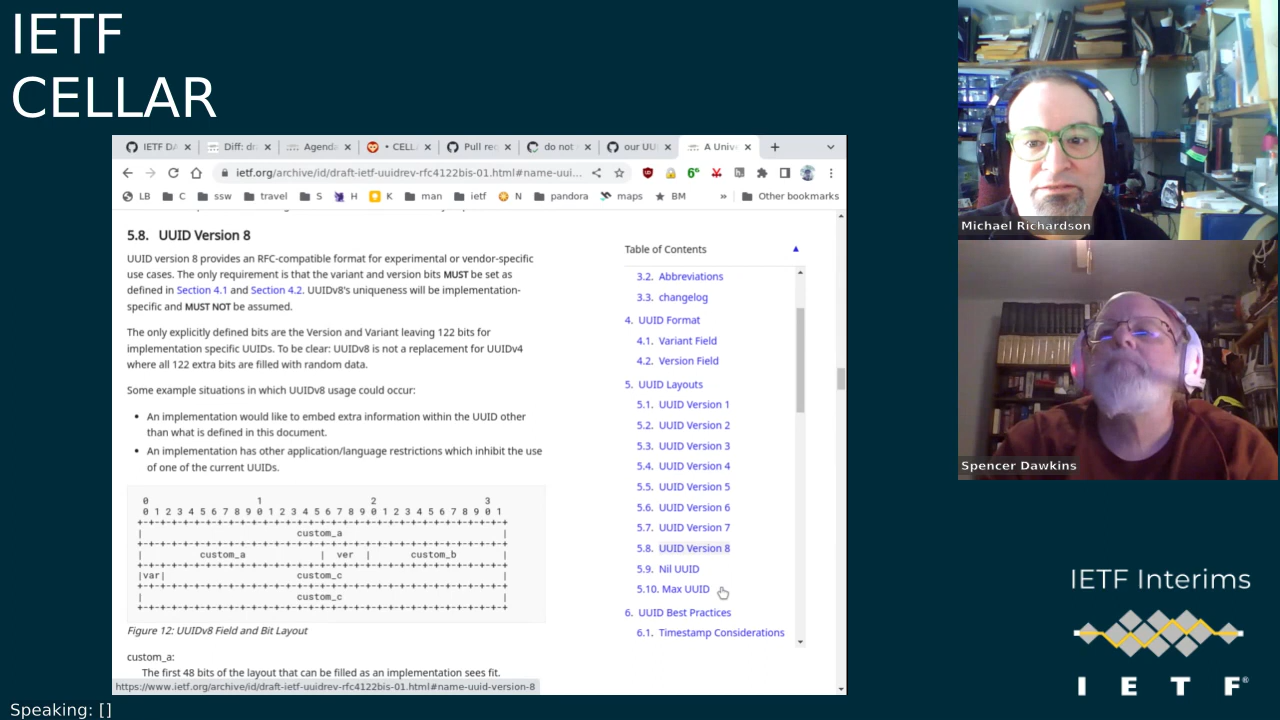 IETF
CELLAR
IETF DA
Diff: dr
Agenda
• CELL
Pull re
do not
our UU
A Unive
ietf.org/archive/id/draft-ietf-uuidrev-rfc4122bis-01.html#name-uui...
LB
C
ssw
travel
S
H
K
man
ietf
N
pandora
maps
BM
»
Other bookmarks
5.8. UUID Version 8
UUID version 8 provides an RFC-compatible format for experimental or vendor-specific
use cases. The only requirement is that the variant and version bits MUST be set as
defined in Section 4.1 and Section 4.2. UUIDv8's uniqueness will be implementation-
specific and MUST NOT be assumed.
The only explicitly defined bits are the Version and Variant leaving 122 bits for
implementation specific UUIDs. To be clear: UUIDv8 is not a replacement for UUIDv4
where all 122 extra bits are filled with random data.
Some example situations in which UUIDv8 usage could occur:
• An implementation would like to embed extra information within the UUID other
than what is defined in this document.
• An implementation has other application/language restrictions which inhibit the use
of one of the current UUIDs.
0 1 2 3
0 1 2 3 4 5 6 7 8 9 0 1 2 3 4 5 6 7 8 9 0 1 2 3 4 5 6 7 8 9 0 1
+-+-+-+-+-+-+-+-+-+-+-+-+-+-+-+-+-+-+-+-+-+-+-+-+-+-+-+-+-+-+-+-+
| custom_a |
+-+-+-+-+-+-+-+-+-+-+-+-+-+-+-+-+-+-+-+-+-+-+-+-+-+-+-+-+-+-+-+-+
| custom_a | ver | custom_b |
+-+-+-+-+-+-+-+-+-+-+-+-+-+-+-+-+-+-+-+-+-+-+-+-+-+-+-+-+-+-+-+-+
|var| custom_c |
+-+-+-+-+-+-+-+-+-+-+-+-+-+-+-+-+-+-+-+-+-+-+-+-+-+-+-+-+-+-+-+-+
| custom_c |
+-+-+-+-+-+-+-+-+-+-+-+-+-+-+-+-+-+-+-+-+-+-+-+-+-+-+-+-+-+-+-+-+
Figure 12: UUIDv8 Field and Bit Layout
custom_a:
The first 48 bits of the layout that can be filled as an implementation sees fit.
https://www.ietf.org/archive/id/draft-ietf-uuidrev-rfc4122bis-01.html#name-uuid-version-8
Table of Contents
3.2. Abbreviations
3.3. changelog
4. UUID Format
4.1. Variant Field
4.2. Version Field
5. UUID Layouts
5.1. UUID Version 1
5.2. UUID Version 2
5.3. UUID Version 3
5.4. UUID Version 4
5.5. UUID Version 5
5.6. UUID Version 6
5.7. UUID Version 7
5.8. UUID Version 8
5.9. Nil UUID
5.10. Max UUID
6. UUID Best Practices
6.1. Timestamp Considerations
Michael Richardson
Spencer Dawkins
IETF Interims
I E T F®
Speaking: []